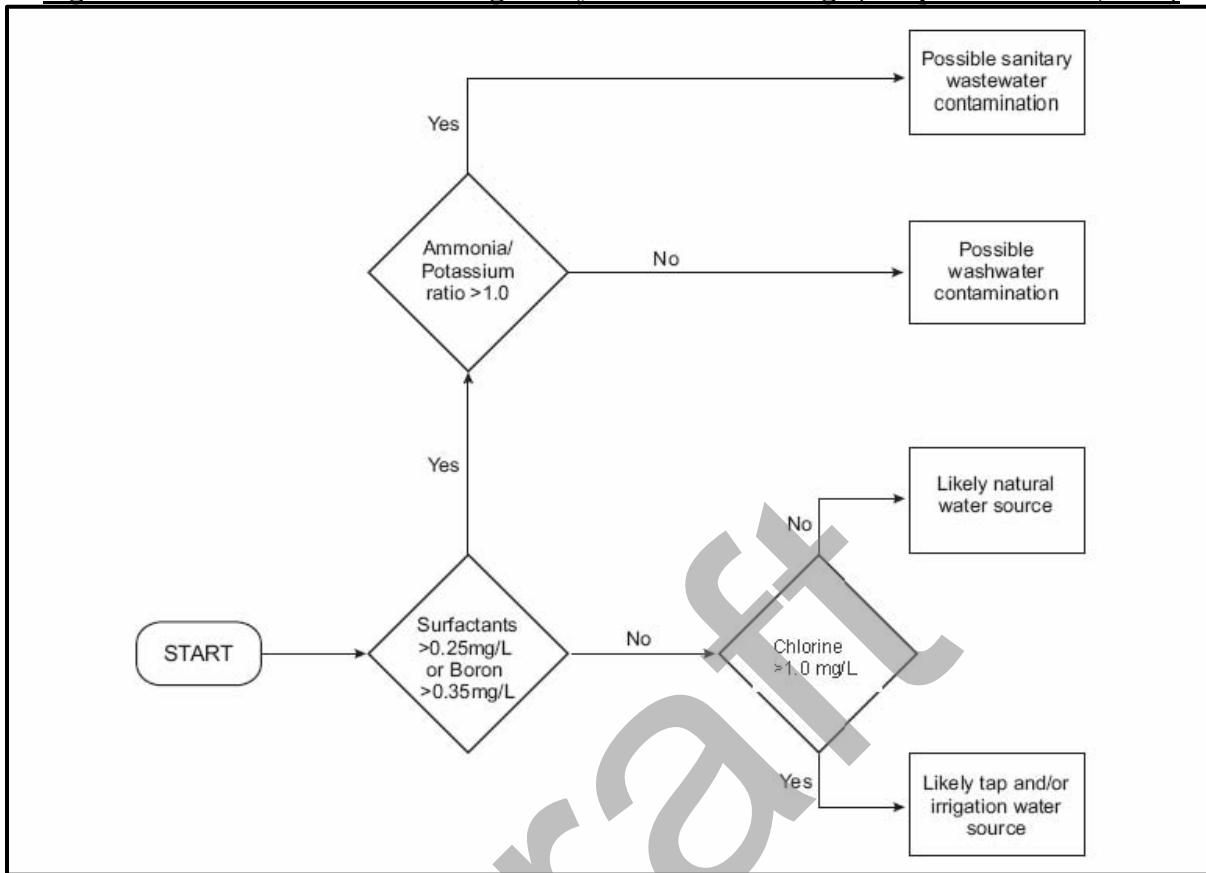 Possible sanitary
wastewater
contamination
Yes
Ammonia/
Potassium
ratio >1.0
No
Possible
washwater
contamination
Yes
Likely natural
water source
No
START
Surfactants
>0.25mg/L
or Boron
>0.35mg/L
No
Chlorine
>1.0 mg/L
Yes
Likely tap and/or
irrigation water
source
raft